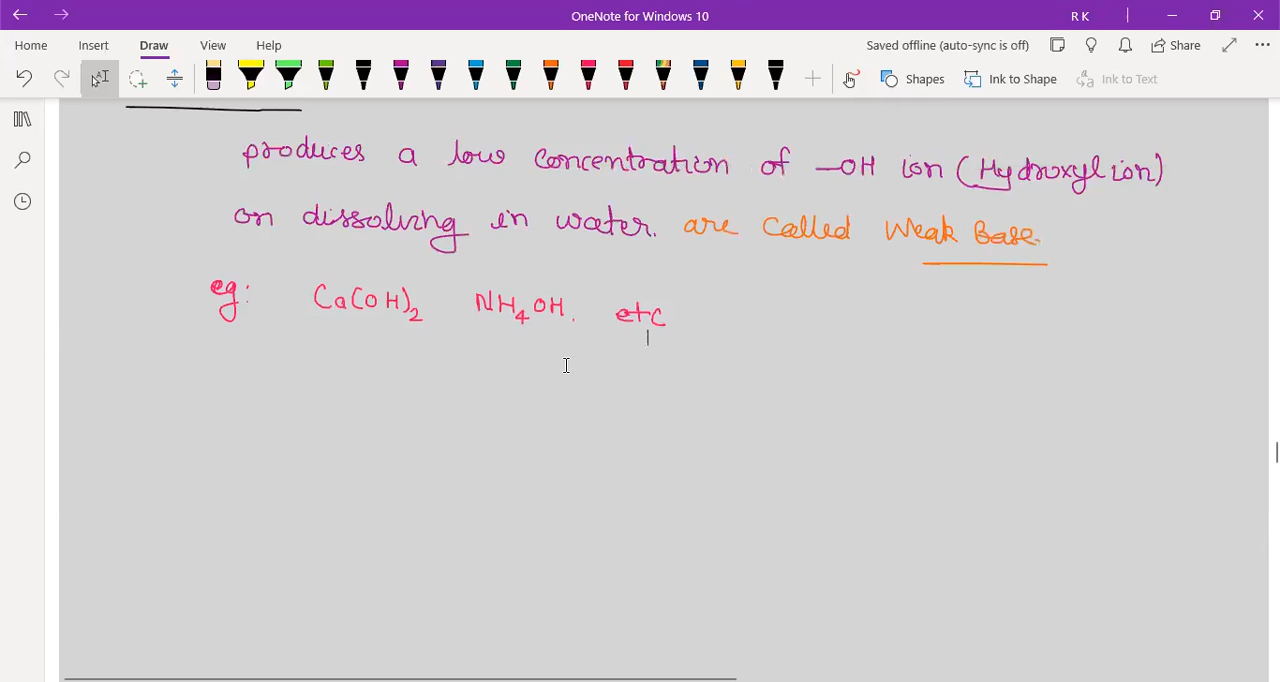 OneNote for Windows 10
R K
Home Insert Draw View Help
Saved offline (auto-sync is off)
Share
Shapes
Ink to Shape
Ink to Text
produces a low concentration of —OH ion (Hydroxyl ion)
on dissolving in water. are called Weak Base.
eg: Ca(OH)₂ NH₄OH. etc